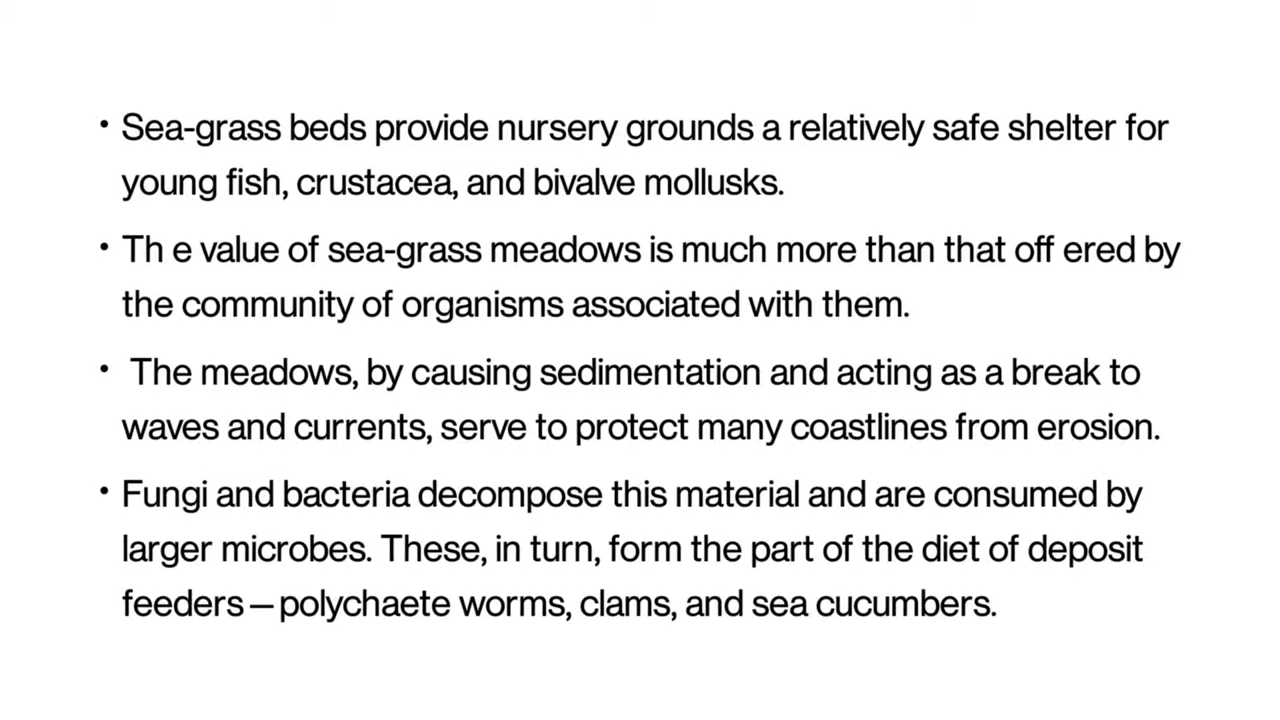 • Sea-grass beds provide nursery grounds a relatively safe shelter for
young fish, crustacea, and bivalve mollusks.
• Th e value of sea-grass meadows is much more than that off ered by
the community of organisms associated with them.
• The meadows, by causing sedimentation and acting as a break to
waves and currents, serve to protect many coastlines from erosion.
• Fungi and bacteria decompose this material and are consumed by
larger microbes. These, in turn, form the part of the diet of deposit
feeders—polychaete worms, clams, and sea cucumbers.